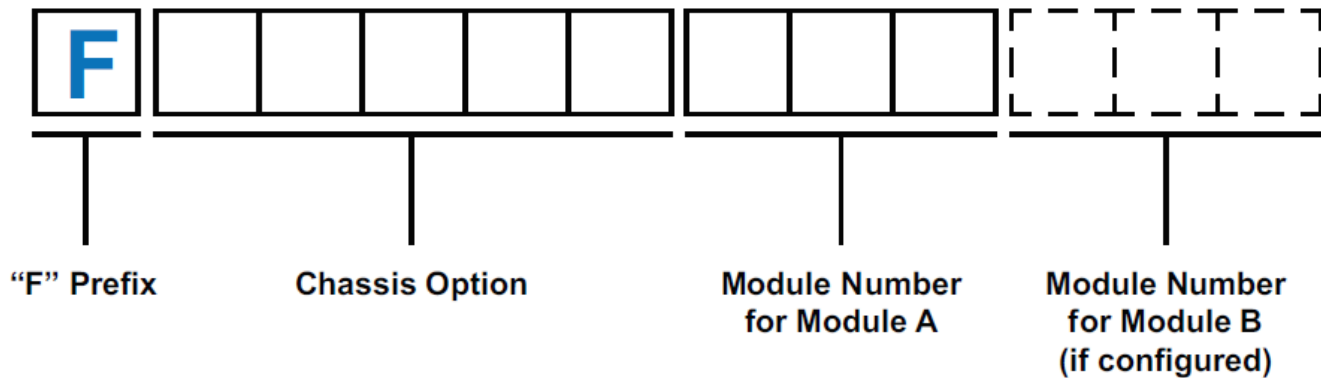 F
“F” Prefix
Chassis Option
Module Number
for Module A
Module Number
for Module B
(if configured)